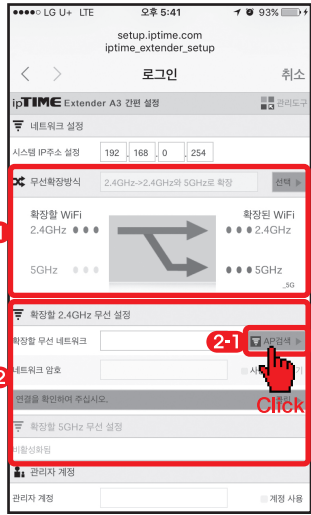 LG U+ LTE 오후 5:41 93%
setup.iptime.com
iptime_extender_setup
로그인 취소
ipTIME Extender A3 간편 설정 관리도구
네트워크 설정
시스템 IP주소 설정 192 . 168 . 0 . 254
무선확장방식 2.4GHz->2.4GHz와 5GHz로 확장 선택
확장할 WiFi 확장된 WiFi
2.4GHz 2.4GHz
5GHz 5GHz
_5G
확장할 2.4GHz 무선 설정
확장할 무선 네트워크 2-1 AP검색
2 네트워크 암호
연결을 확인하여 주십시오.
Click
확장할 5GHz 무선 설정
비활성화됨
관리자 계정
관리자 계정 계정 사용